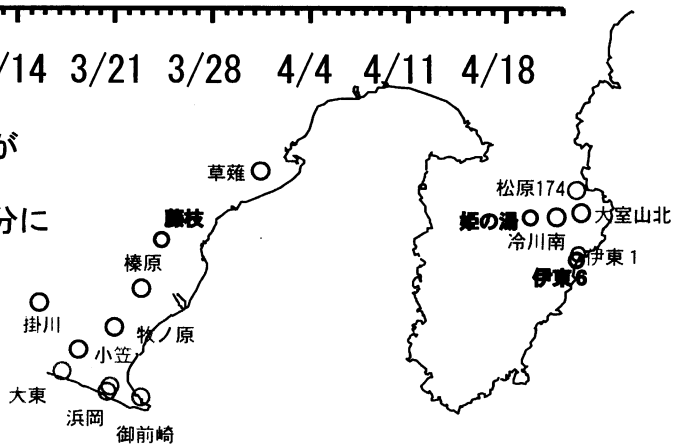 /14 3/21 3/28 4/4 4/11 4/18
が
分に
草薙
藤枝
榛原
掛川
牧ノ原
小笠
大東
浜岡
御前崎
松原174
姫の湯
大室山北
冷川南
伊東1
伊東6